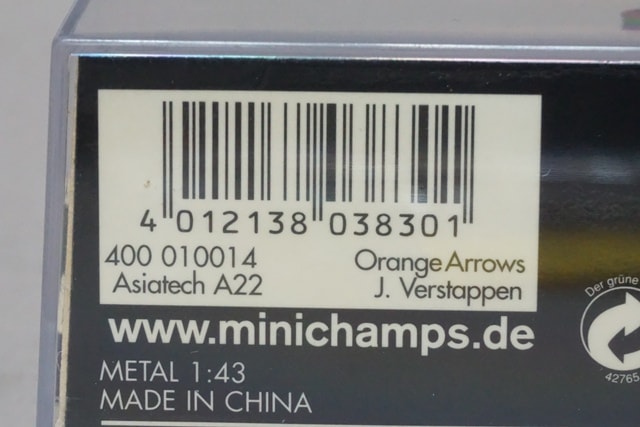 4 012138 038301
400 010014 Orange Arrows
Asiatech A22 J. Verstappen
www.minichamps.de
METAL 1:43
MADE IN CHINA
Der grüne
42765